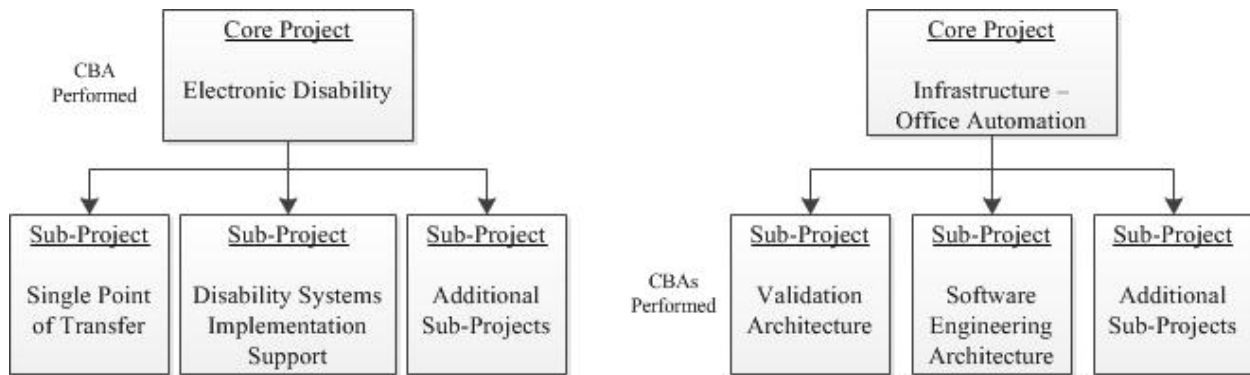 Core Project
Electronic Disability
CBA
Performed
Sub-Project
Single Point
of Transfer
Sub-Project
Disability Systems
Implementation
Support
Sub-Project
Additional
Sub-Projects
Core Project
Infrastructure –
Office Automation
CBAs
Performed
Sub-Project
Validation
Architecture
Sub-Project
Software
Engineering
Architecture
Sub-Project
Additional
Sub-Projects